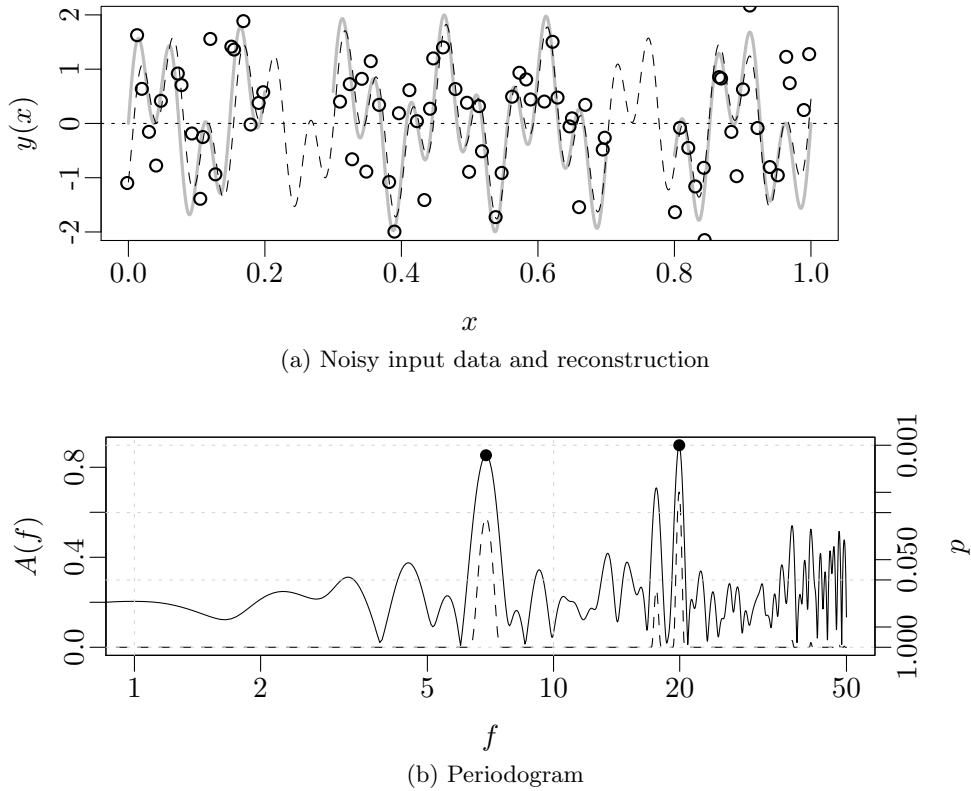 2
1
0
-1
-2
y(x)
0.0 0.2 0.4 0.6 0.8 1.0
x
(a) Noisy input data and reconstruction
0.8
0.4
0.0
A(f)
0.001
0.050
1.000
p
1 2 5 10 20 50
f
(b) Periodogram